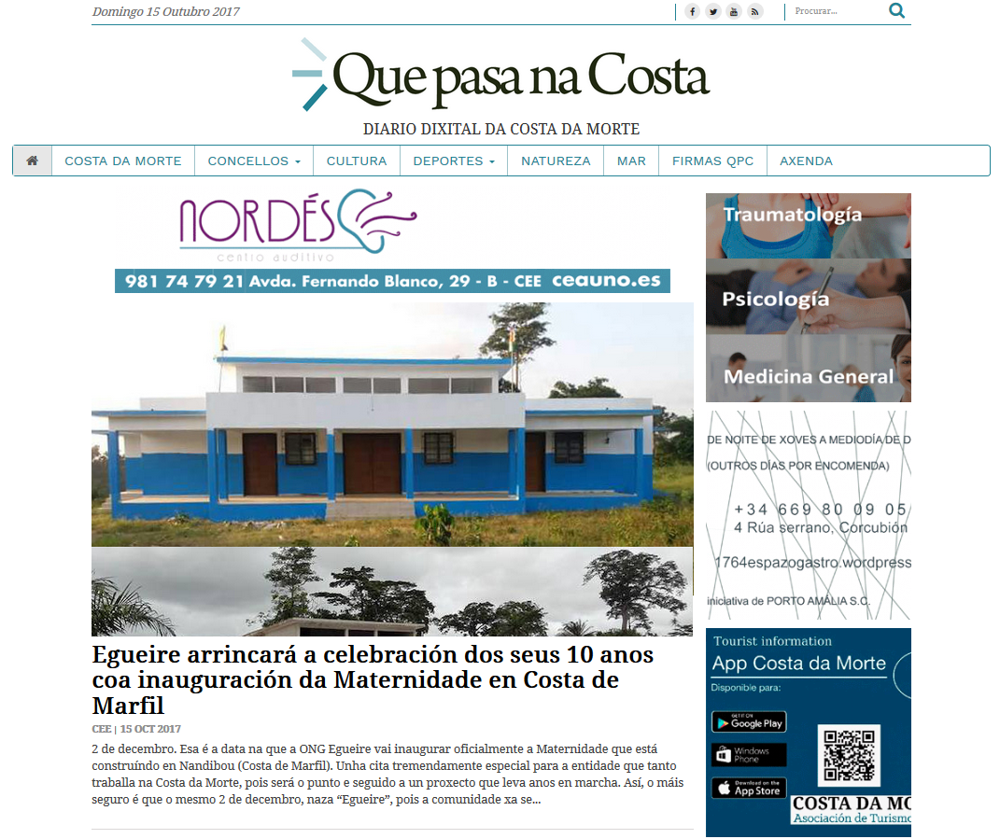 Domingo 15 Outubro 2017
Procurar...
Que pasa na Costa
DIARIO DIXITAL DA COSTA DA MORTE
COSTA DA MORTE
CONCELLOS
CULTURA
DEPORTES
NATUREZA
MAR
FIRMAS QPC
AXENDA
NORDÉS
centro auditivo
981 74 79 21 Avda. Fernando Blanco, 29 - B - CEE ceauno.es
Egueire arrincará a celebración dos seus 10 anos
coa inauguración da Maternidade en Costa de
Marfil
CEE | 15 OCT 2017
2 de decembro. Esa é a data na que a ONG Egueire vai inaugurar oficialmente a Maternidade que está
construíndo en Nandibou (Costa de Marfil). Unha cita tremendamente especial para a entidade que tanto
traballa na Costa da Morte, pois será o punto e seguido a un proxecto que leva anos en marcha. Así, o máis
seguro é que o mesmo 2 de decembro, naza “Egueire”, pois a comunidade xa se...
Traumatología
Psicología
Medicina General
DE NOITE DE XOVES A MEDIODÍA DE D
(OUTROS DÍAS POR ENCOMENDA)
+34 669 80 09 05
4 Rúa serrano, Corcubión
1764espazogastro.wordpress
iniciativa de PORTO AMÁLIA S.C.
Tourist information
App Costa da Morte
Disponible para:
GET IT ON
Google Play
Windows
Phone
Download on the
App Store
COSTA DA MO
Asociación de Turismo